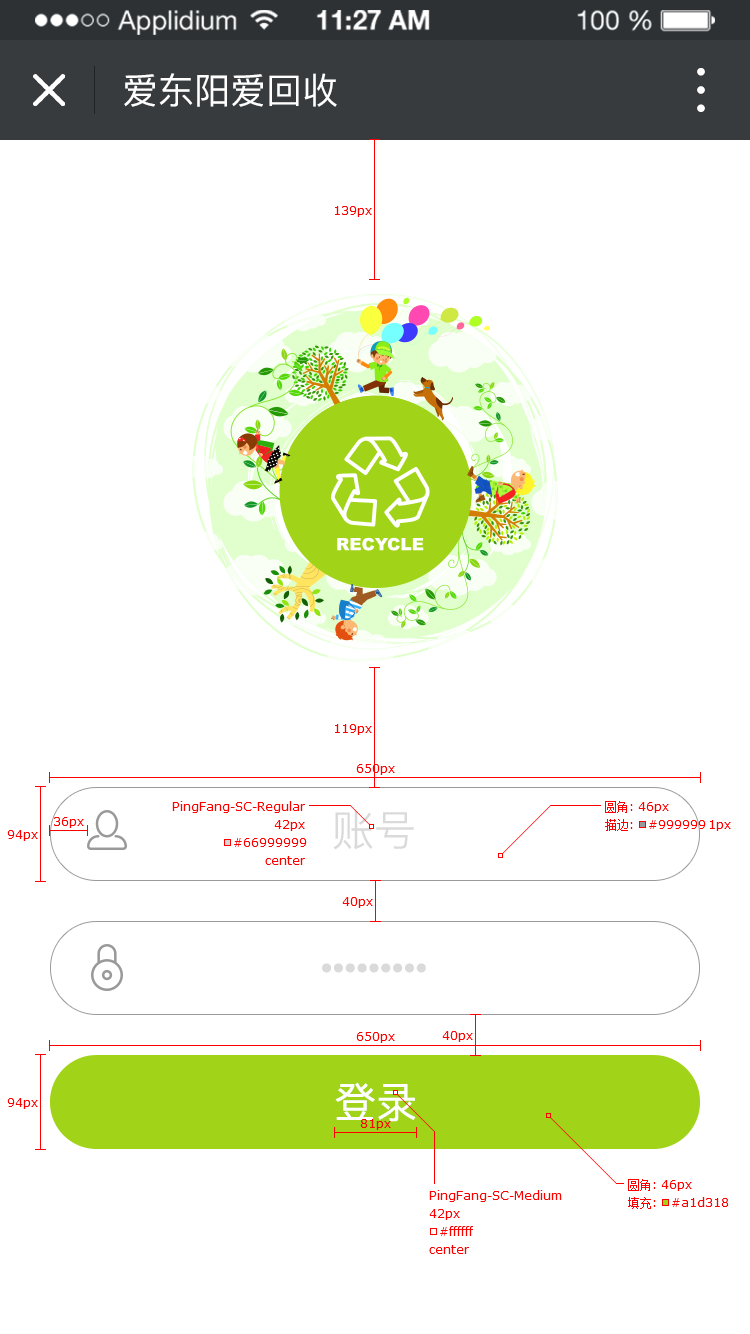 Applidium 11:27 AM 100 %
爱东阳爱回收
139px
RECYCLE
119px
650px
PingFang-SC-Regular
42px
#66999999
center
账号
圆角: 46px
描边: #999999 1px
94px
36px
40px
650px
40px
94px
登录
81px
PingFang-SC-Medium
42px
#ffffff
center
圆角: 46px
填充: #a1d318